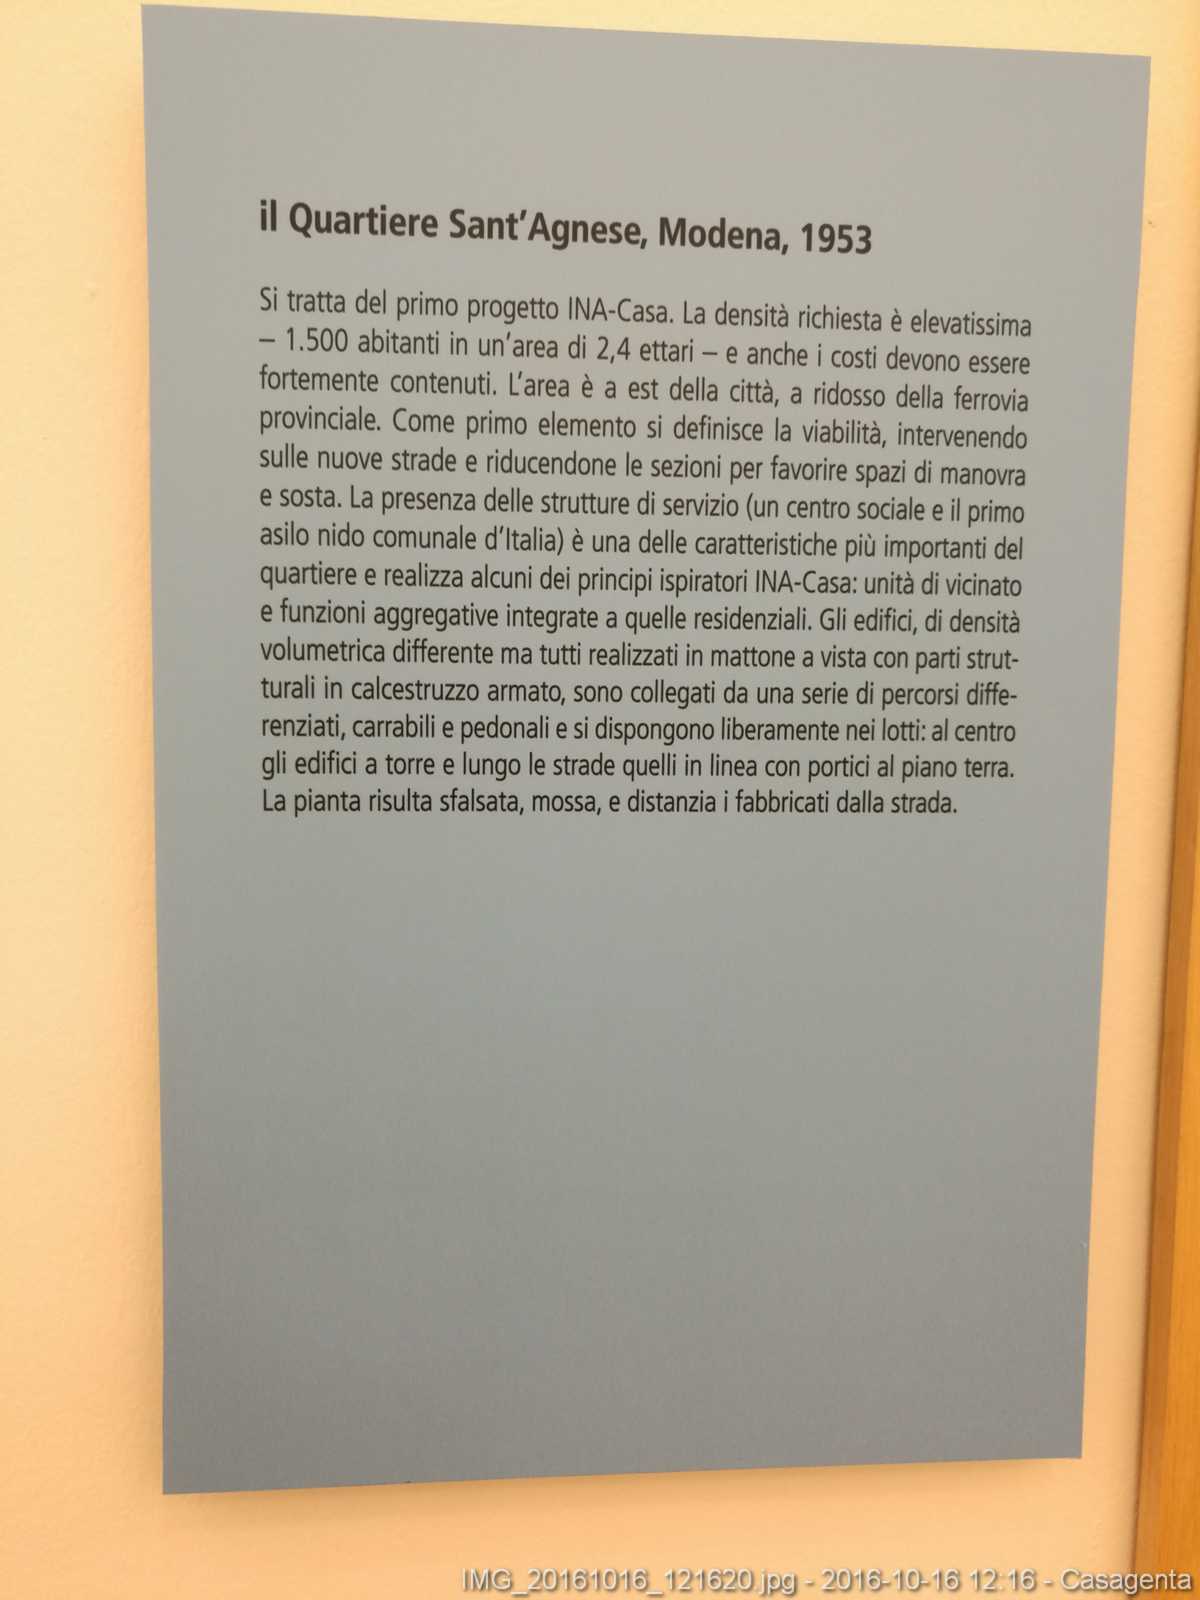 il Quartiere Sant'Agnese, Modena, 1953
Si tratta del primo progetto INA-Casa. La densità richiesta è elevatissima
– 1.500 abitanti in un'area di 2,4 ettari – e anche i costi devono essere
fortemente contenuti. L'area è a est della città, a ridosso della ferrovia
provinciale. Come primo elemento si definisce la viabilità, intervenendo
sulle nuove strade e riducendone le sezioni per favorire spazi di manovra
e sosta. La presenza delle strutture di servizio (un centro sociale e il primo
asilo nido comunale d'Italia) è una delle caratteristiche più importanti del
quartiere e realizza alcuni dei principi ispiratori INA-Casa: unità di vicinato
e funzioni aggregative integrate a quelle residenziali. Gli edifici, di densità
volumetrica differente ma tutti realizzati in mattone a vista con parti strut-
turali in calcestruzzo armato, sono collegati da una serie di percorsi diffe-
renziati, carrabili e pedonali e si dispongono liberamente nei lotti: al centro
gli edifici a torre e lungo le strade quelli in linea con portici al piano terra.
La pianta risulta sfalsata, mossa, e distanzia i fabbricati dalla strada.
IMG_20161016_121620.jpg - 2016-10-16 12:16 - Casagenta